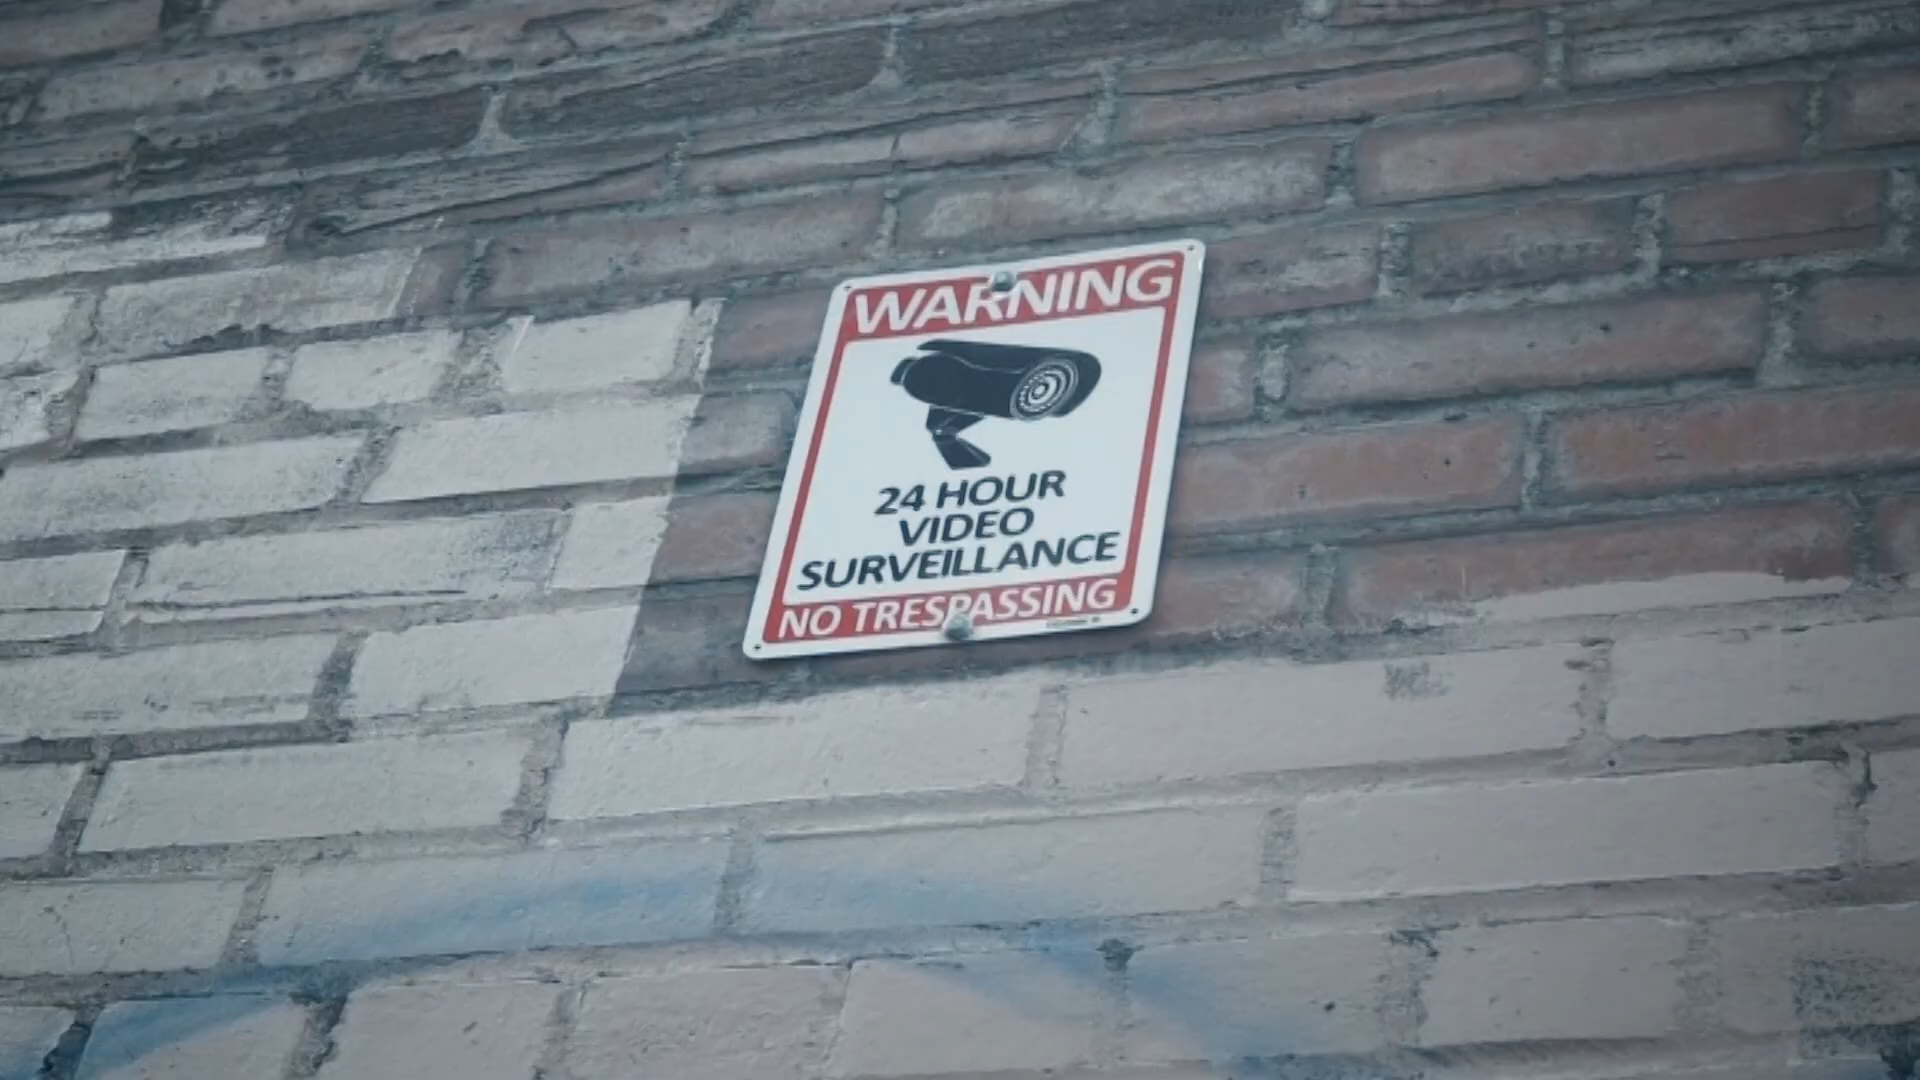 WARNING
24 HOUR
VIDEO
SURVEILLANCE
NO TRESPASSING